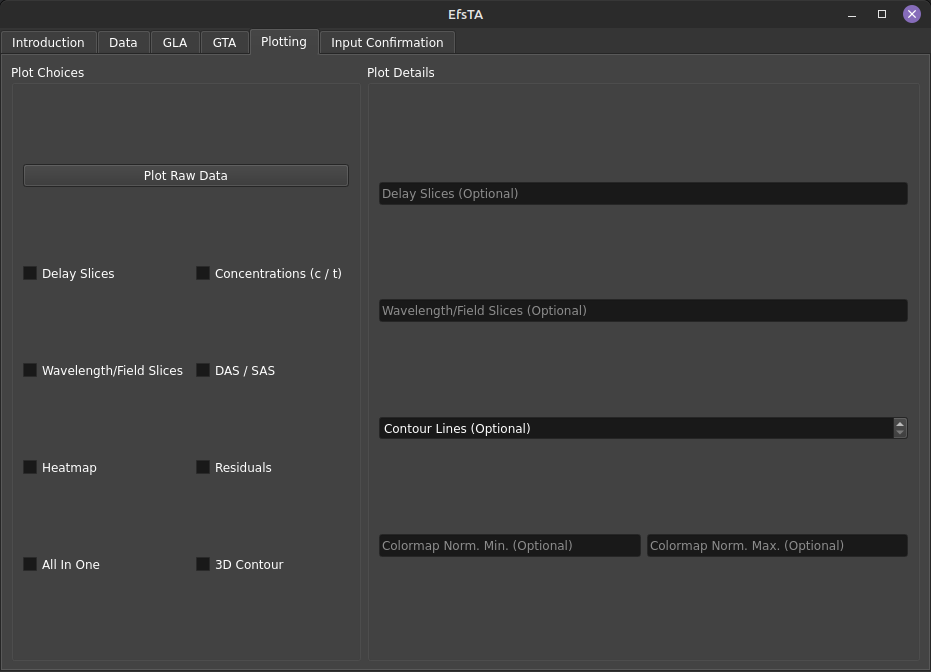 EfsTA
Introduction Data GLA GTA Plotting Input Confirmation
Plot Choices
Plot Raw Data
Delay Slices Concentrations (c / t)
Wavelength/Field Slices DAS / SAS
Heatmap Residuals
All In One 3D Contour
Plot Details
Delay Slices (Optional)
Wavelength/Field Slices (Optional)
Contour Lines (Optional)
Colormap Norm. Min. (Optional) Colormap Norm. Max. (Optional)